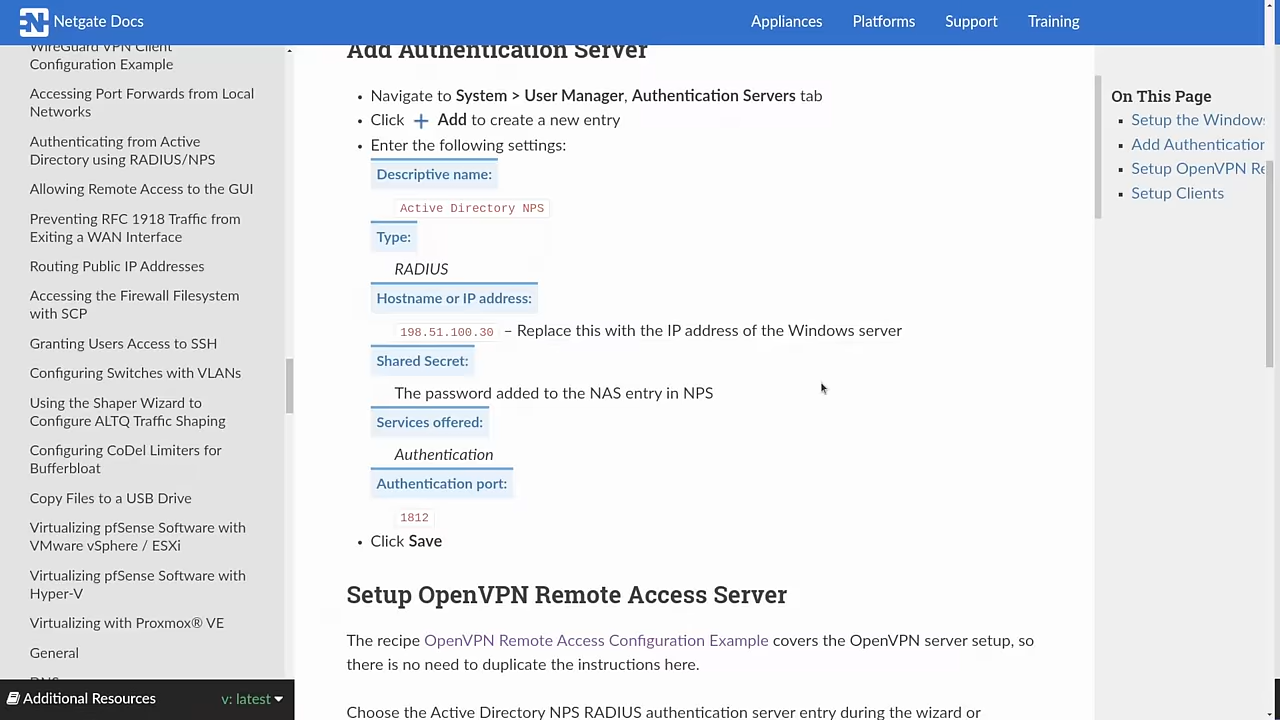 Netgate Docs
Appliances
Platforms
Support
Training
WireGuard VPN Client
Configuration Example
Accessing Port Forwards from Local
Networks
Authenticating from Active
Directory using RADIUS/NPS
Allowing Remote Access to the GUI
Preventing RFC 1918 Traffic from
Exiting a WAN Interface
Routing Public IP Addresses
Accessing the Firewall Filesystem
with SCP
Granting Users Access to SSH
Configuring Switches with VLANs
Using the Shaper Wizard to
Configure ALTQ Traffic Shaping
Configuring CoDel Limiters for
Bufferbloat
Copy Files to a USB Drive
Virtualizing pfSense Software with
VMware vSphere / ESXi
Virtualizing pfSense Software with
Hyper-V
Virtualizing with Proxmox® VE
General
DNS
Additional Resources
v: latest
Add Authentication Server
Navigate to System > User Manager, Authentication Servers tab
Click + Add to create a new entry
Enter the following settings:
Descriptive name:
Active Directory NPS
Type:
RADIUS
Hostname or IP address:
198.51.100.30 – Replace this with the IP address of the Windows server
Shared Secret:
The password added to the NAS entry in NPS
Services offered:
Authentication
Authentication port:
1812
Click Save
Setup OpenVPN Remote Access Server
The recipe OpenVPN Remote Access Configuration Example covers the OpenVPN server setup, so
there is no need to duplicate the instructions here.
Choose the Active Directory NPS RADIUS authentication server entry during the wizard or
On This Page
Setup the Windows
Add Authentication
Setup OpenVPN Re
Setup Clients